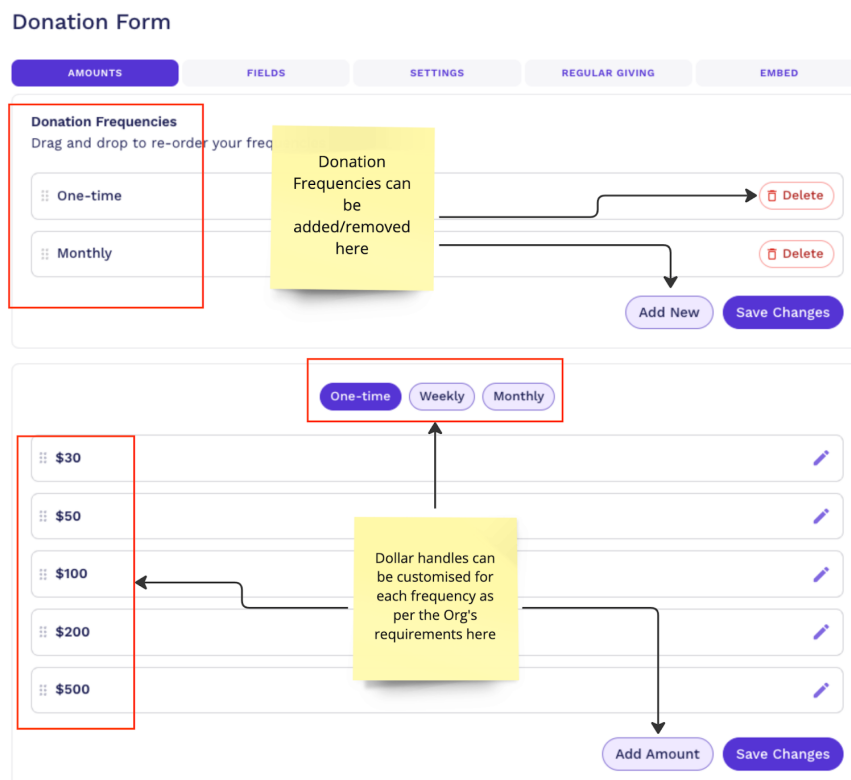 Donation Form
AMOUNTS
FIELDS
SETTINGS
REGULAR GIVING
EMBED
Donation Frequencies
Drag and drop to re-order your
One-time
Delete
Monthly
Delete
Donation
Frequencies can
be
added/removed
here
Add New
Save Changes
One-time
Weekly
Monthly
$30
$50
$100
$200
$500
Dollar handles can
be customised for
each frequency as
per the Org's
requirements here
Add Amount
Save Changes